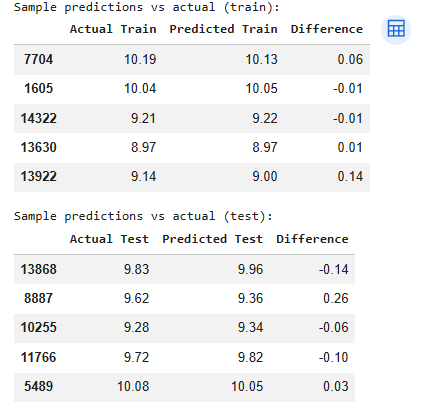 Sample predictions vs actual (train):
Actual Train Predicted Train Difference
7704 10.19 10.13 0.06
1605 10.04 10.05 -0.01
14322 9.21 9.22 -0.01
13630 8.97 8.97 0.01
13922 9.14 9.00 0.14
Sample predictions vs actual (test):
Actual Test Predicted Test Difference
13868 9.83 9.96 -0.14
8887 9.62 9.36 0.26
10255 9.28 9.34 -0.06
11766 9.72 9.82 -0.10
5489 10.08 10.05 0.03